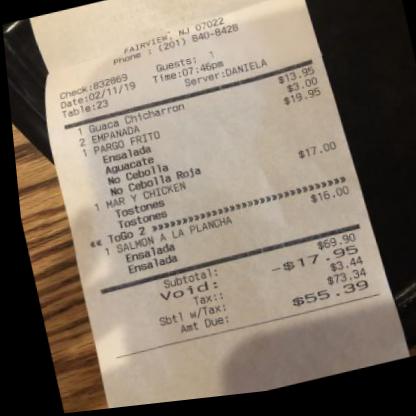 FAIRVIEW, NJ 07022
Phone : (201) 840-8428
Guests: 1
Check:832869 Time:07:46pm
Date:02/11/19 Server:DANIELA
Table:23
1 Guaca Chicharron $13.95
2 EMPANADA $3.00
1 PARGO FRITO $19.95
Ensalada
Aguacate
No Cebolla
No Cebolla Roja
1 MAR Y CHICKEN $17.00
Tostones
Tostones
<< ToGo 2 >>>>>>>>>>>>>>>>>>>>>>>>>>>>
1 SALMON A LA PLANCHA $16.00
Ensalada
Ensalada
Subtotal: $69.90
Void: -$17.95
Tax:: $3.44
Sbtl w/Tax: $73.34
Amt Due: $55.39